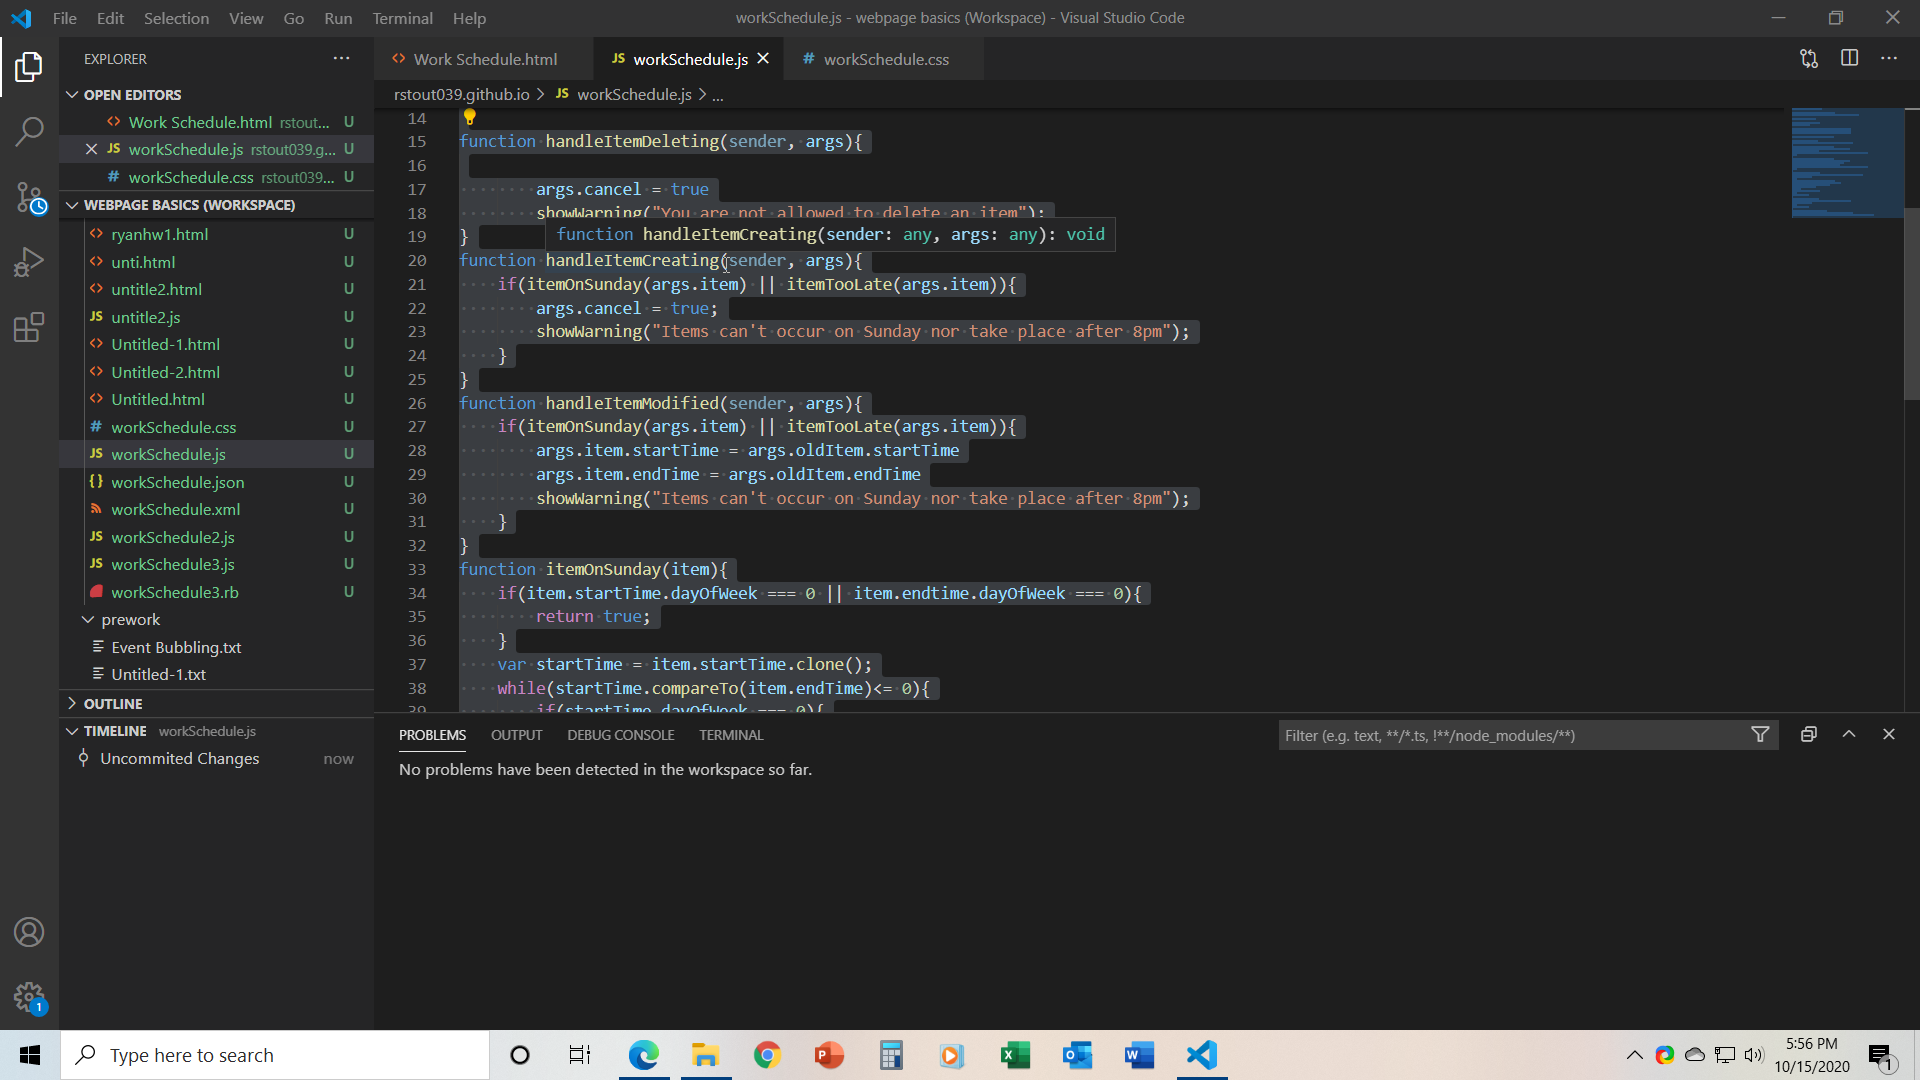 File Edit Selection View Go Run Terminal Help
workSchedule.js - webpage basics (Workspace) - Visual Studio Code
EXPLORER
OPEN EDITORS
Work Schedule.html rstout... U
workSchedule.js rstout039.g... U
workSchedule.css rstout039... U
WEBPAGE BASICS (WORKSPACE)
ryanhw1.html U
unti.html U
untitle2.html U
untitle2.js U
Untitled-1.html U
Untitled-2.html U
Untitled.html U
workSchedule.css U
workSchedule.js U
workSchedule.json U
workSchedule.xml U
workSchedule2.js U
workSchedule3.js U
workSchedule3.rb U
prework
Event Bubbling.txt
Untitled-1.txt
OUTLINE
TIMELINE workSchedule.js
Uncommited Changes now
Work Schedule.html JS workSchedule.js # workSchedule.css
rstout039.github.io > JS workSchedule.js > ...
14
15 function handleItemDeleting(sender, args){
16
17 args.cancel = true
18 showWarning("You are not allowed to delete an item");
19 }
function handleItemCreating(sender: any, args: any): void
20 function handleItemCreating(sender, args){
21 if(itemOnSunday(args.item) || itemTooLate(args.item)){
22 args.cancel = true;
23 showWarning("Items can't occur on Sunday nor take place after 8pm");
24 }
25 }
26 function handleItemModified(sender, args){
27 if(itemOnSunday(args.item) || itemTooLate(args.item)){
28 args.item.startTime = args.oldItem.startTime
29 args.item.endTime = args.oldItem.endTime
30 showWarning("Items can't occur on Sunday nor take place after 8pm");
31 }
32 }
33 function itemOnSunday(item){
34 if(item.startTime.dayOfWeek === 0 || item.endtime.dayOfWeek === 0){
35 return true;
36 }
37 var startTime = item.startTime.clone();
38 while(startTime.compareTo(item.endTime)<= 0){
39 if(startTime.dayOfWeek === 0){
PROBLEMS OUTPUT DEBUG CONSOLE TERMINAL
Filter (e.g. text, **/*.ts, !**/node_modules/**)
No problems have been detected in the workspace so far.
1
Type here to search
5:56 PM
10/15/2020
1